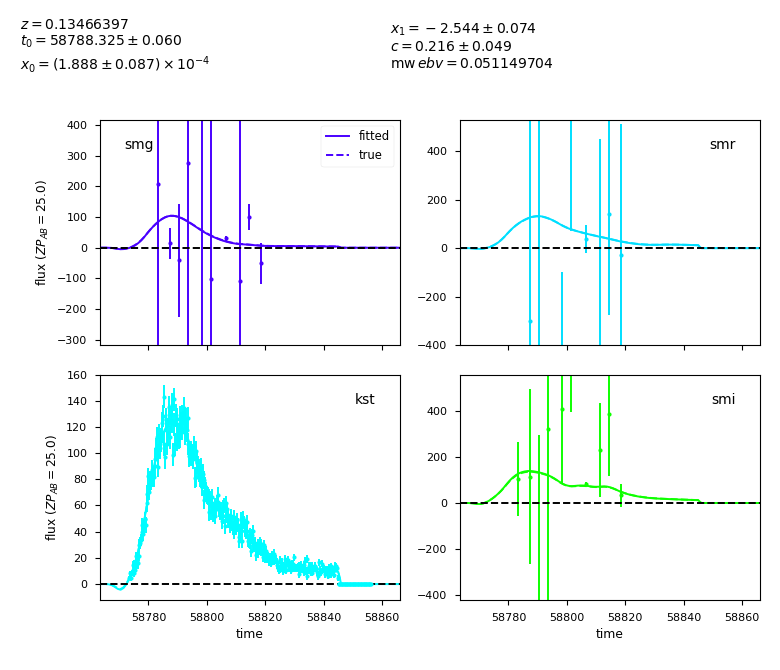 z = 0.13466397
t₀ = 58788.325 ± 0.060
x₀ = (1.888 ± 0.087) × 10⁻⁴
x₁ = −2.544 ± 0.074
c = 0.216 ± 0.049
mw ebv = 0.051149704
smg
fitted
true
flux (ZP_AB = 25.0)
400
300
200
100
0
−100
−200
−300
smr
400
200
0
−200
−400
kst
flux (ZP_AB = 25.0)
160
140
120
100
80
60
40
20
0
58780 58800 58820 58840 58860
time
smi
400
200
0
−200
−400
58780 58800 58820 58840 58860
time